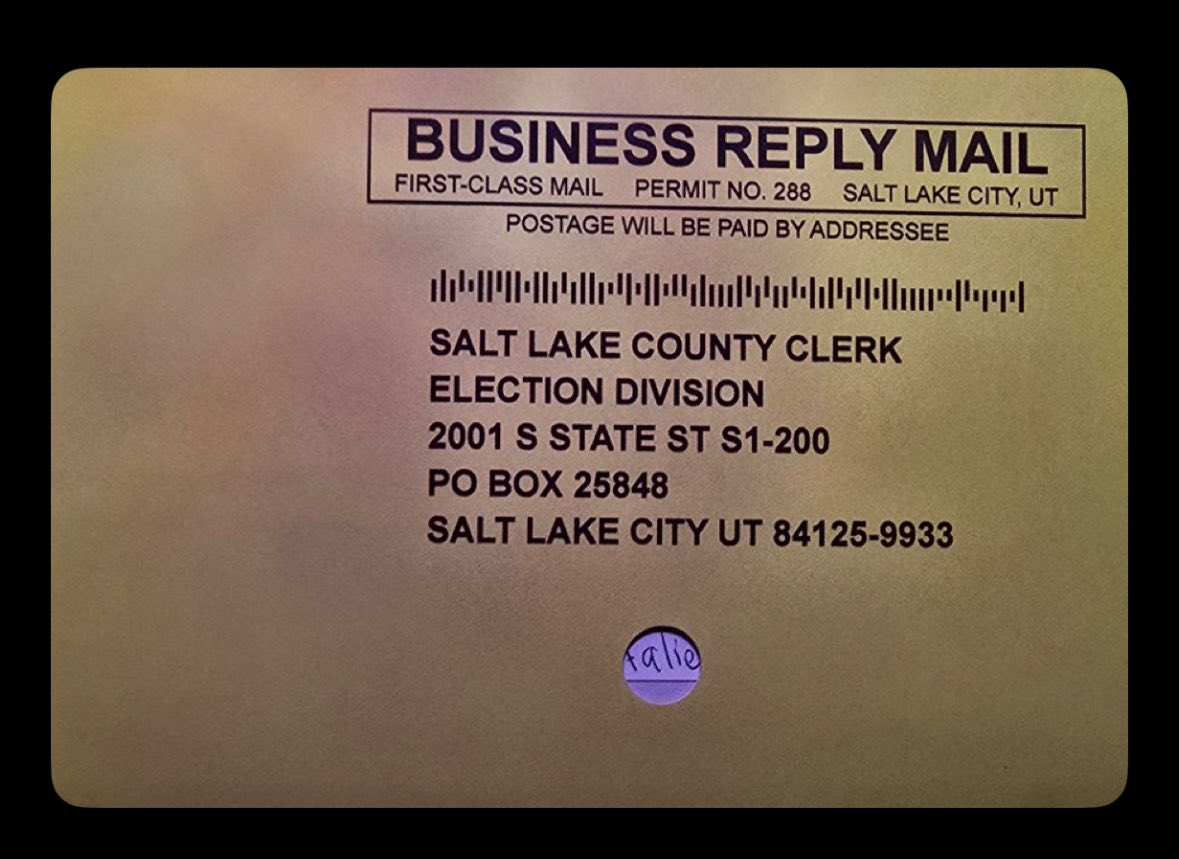 BUSINESS REPLY MAIL
FIRST-CLASS MAIL PERMIT NO. 288 SALT LAKE CITY, UT
POSTAGE WILL BE PAID BY ADDRESSEE
SALT LAKE COUNTY CLERK
ELECTION DIVISION
2001 S STATE ST S1-200
PO BOX 25848
SALT LAKE CITY UT 84125-9933
talie